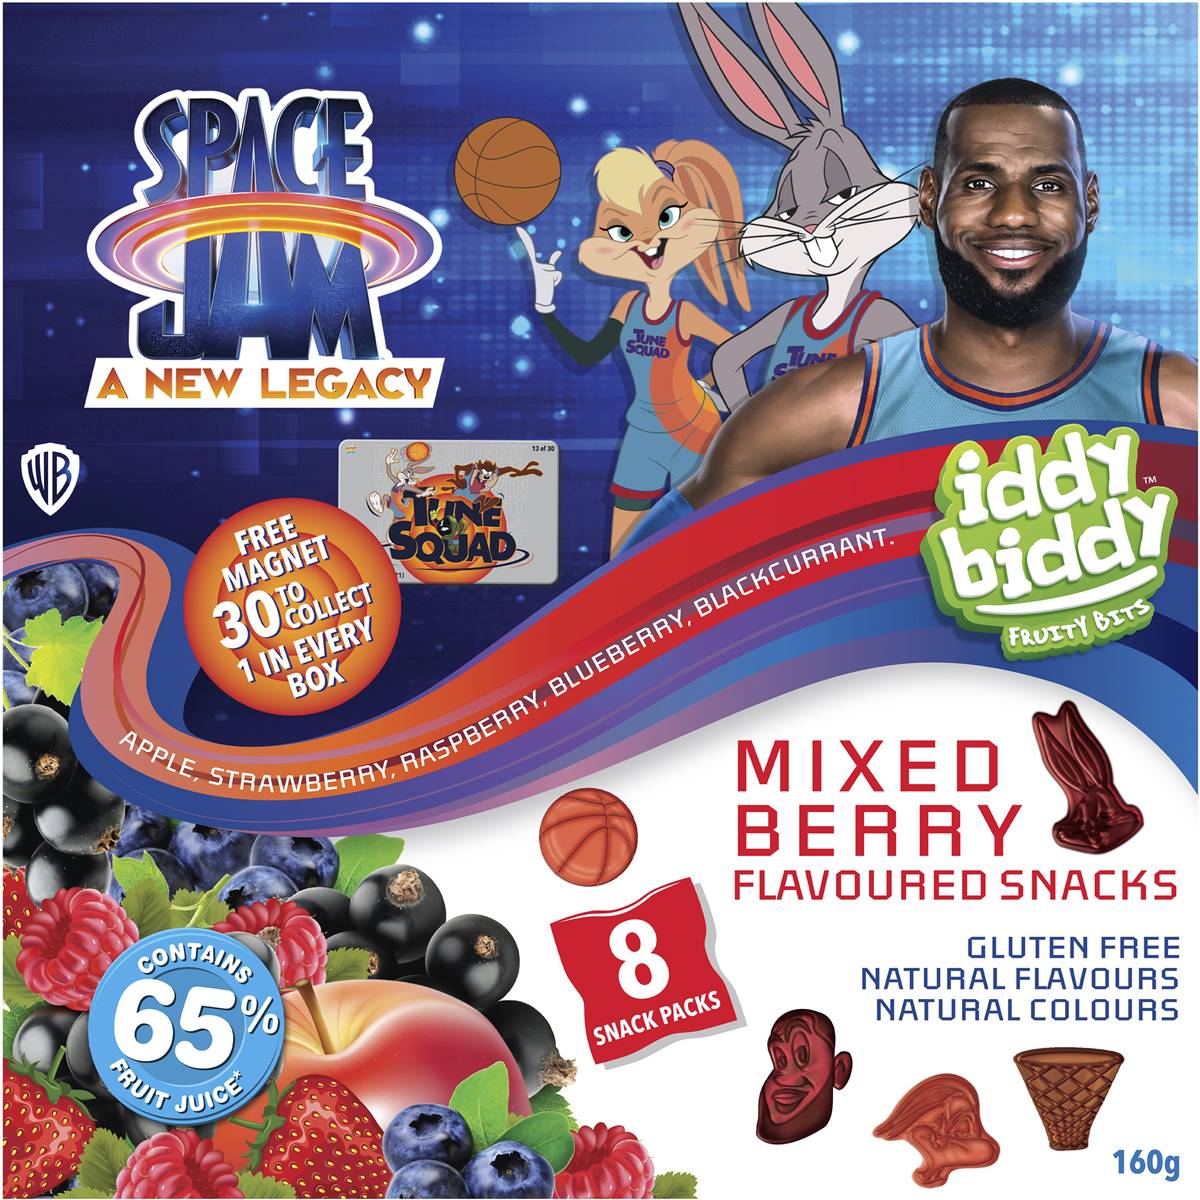 SPACE
JAM
A NEW LEGACY
TUNE
SQUAD
TUNE
WB
13 of 30
TUNE
SQUAD
FREE
MAGNET
30 TO COLLECT
1 IN EVERY
BOX
iddy
biddy™
FRUITY BITS
APPLE, STRAWBERRY, RASPBERRY, BLUEBERRY, BLACKCURRANT.
MIXED
BERRY
FLAVOURED SNACKS
8
SNACK PACKS
GLUTEN FREE
NATURAL FLAVOURS
NATURAL COLOURS
CONTAINS
65%
FRUIT JUICE*
160g